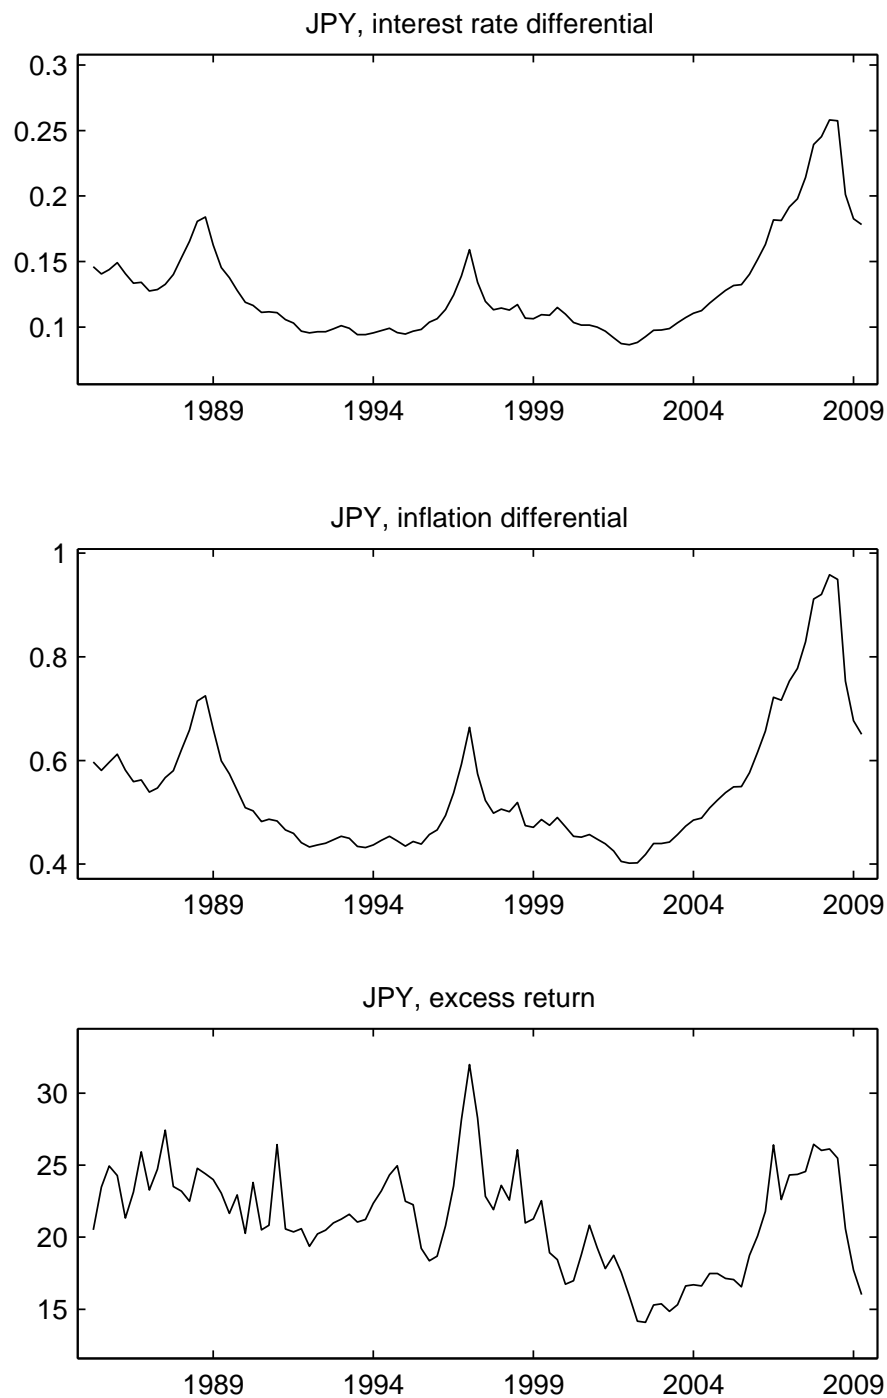 JPY, interest rate differential
0.3
0.25
0.2
0.15
0.1
1989 1994 1999 2004 2009
JPY, inflation differential
1
0.8
0.6
0.4
1989 1994 1999 2004 2009
JPY, excess return
30
25
20
15
1989 1994 1999 2004 2009